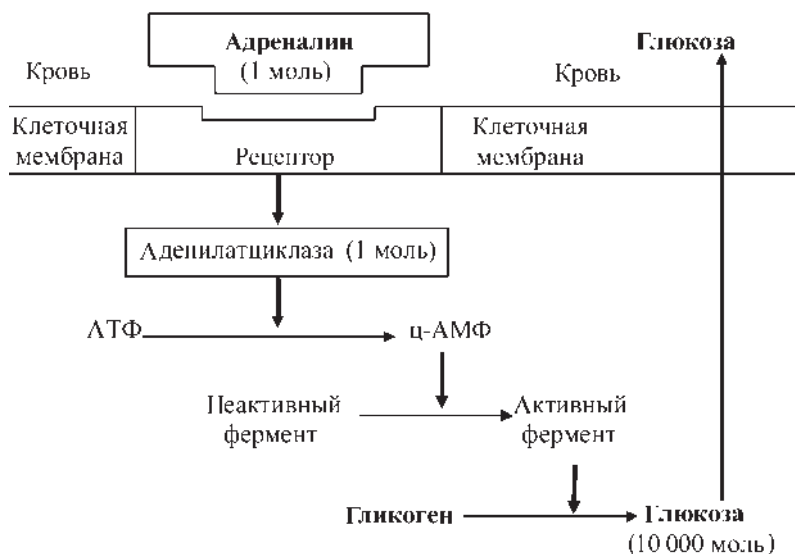 Адреналин
(1 моль)
Глюкоза
Кровь
Кровь
Клеточная
мембрана
Рецептор
Клеточная
мембрана
Аденилатциклаза (1 моль)
АТФ
ц-АМФ
Неактивный
фермент
Активный
фермент
Гликоген
Глюкоза
(10 000 моль)